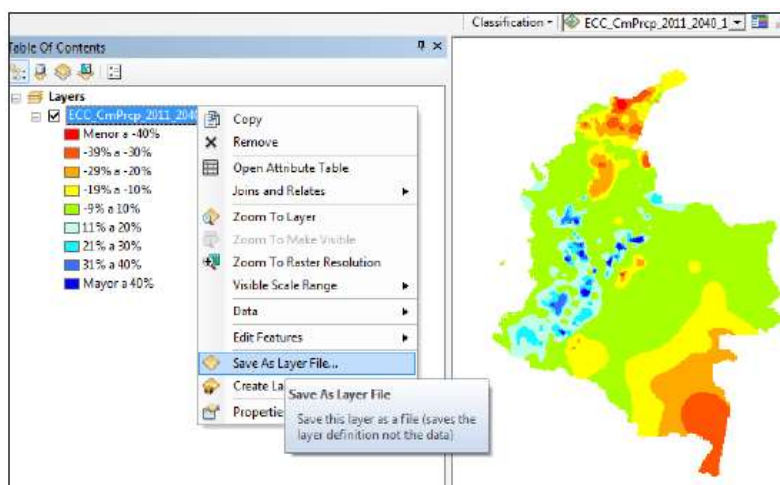 Classification
ECC_CmPrcp_2011_2040_1
Table Of Contents
Layers
ECC_CmPrcp_2011_2040
Menor a -40%
-39% a -30%
-29% a -20%
-19% a -10%
-9% a 10%
11% a 20%
21% a 30%
31% a 40%
Mayor a 40%
Copy
Remove
Open Attribute Table
Joins and Relates
Zoom To Layer
Zoom To Make Visible
Zoom To Raster Resolution
Visible Scale Range
Data
Edit Features
Save As Layer File...
Create La
Propertie
Save As Layer File
Save this layer as a file (saves the
layer definition not the data)